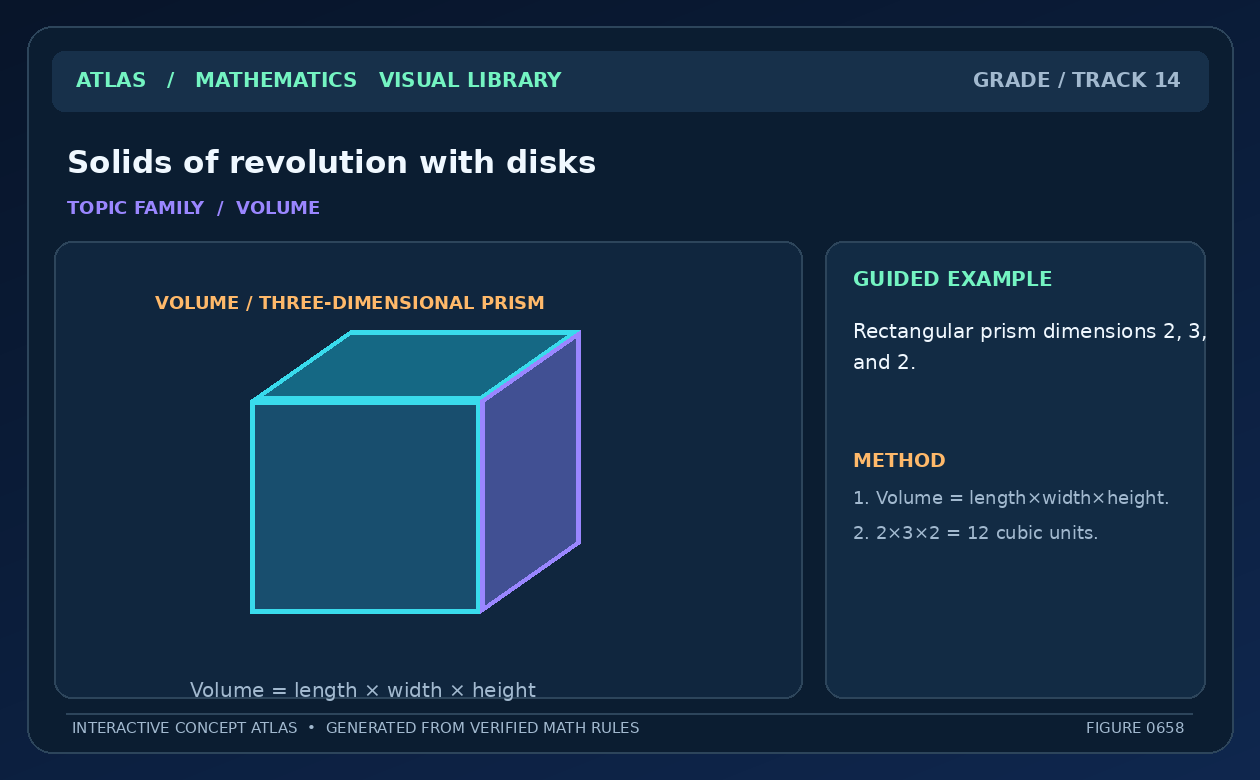 ATLAS / MATHEMATICS VISUAL LIBRARY
GRADE / TRACK 14
Solids of revolution with disks
TOPIC FAMILY / VOLUME
VOLUME / THREE-DIMENSIONAL PRISM
Volume = length × width × height
GUIDED EXAMPLE
Rectangular prism dimensions 2, 3,
and 2.
METHOD
1. Volume = length×width×height.
2. 2×3×2 = 12 cubic units.
INTERACTIVE CONCEPT ATLAS • GENERATED FROM VERIFIED MATH RULES
FIGURE 0658